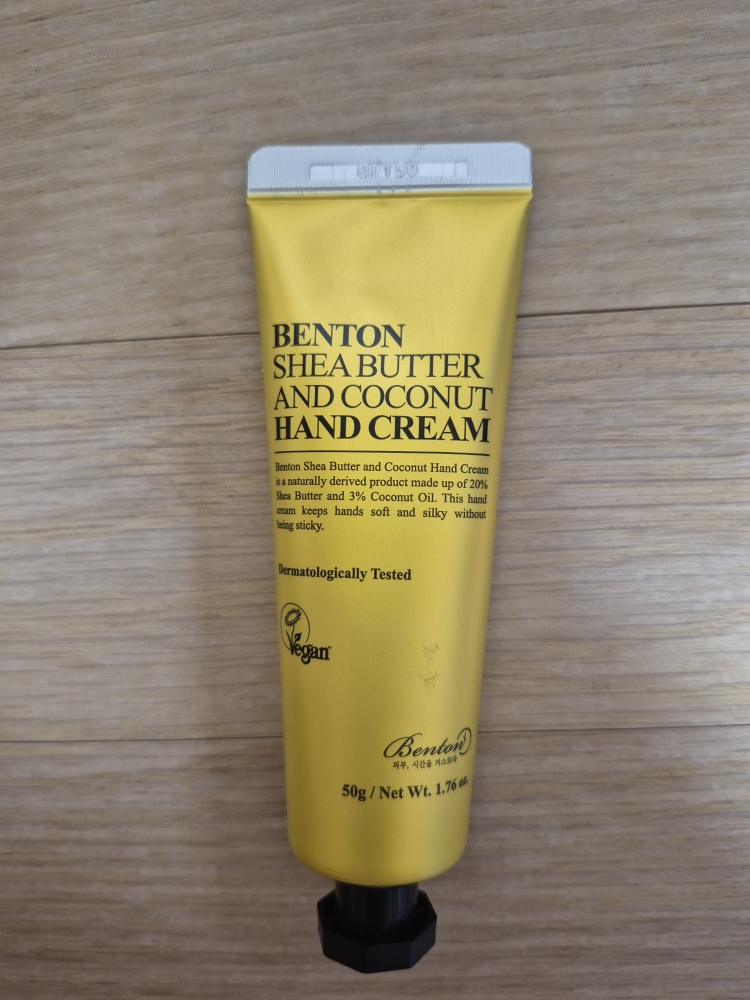 BENTON
SHEA BUTTER
AND COCONUT
HAND CREAM
Benton Shea Butter and Coconut Hand Cream
is a naturally derived product made up of 20%
Shea Butter and 3% Coconut Oil. This hand
cream keeps hands soft and silky without
being sticky.
Dermatologically Tested
Vegan
Benton
피부, 시간을 거스르다
50g / Net Wt. 1.76 oz.